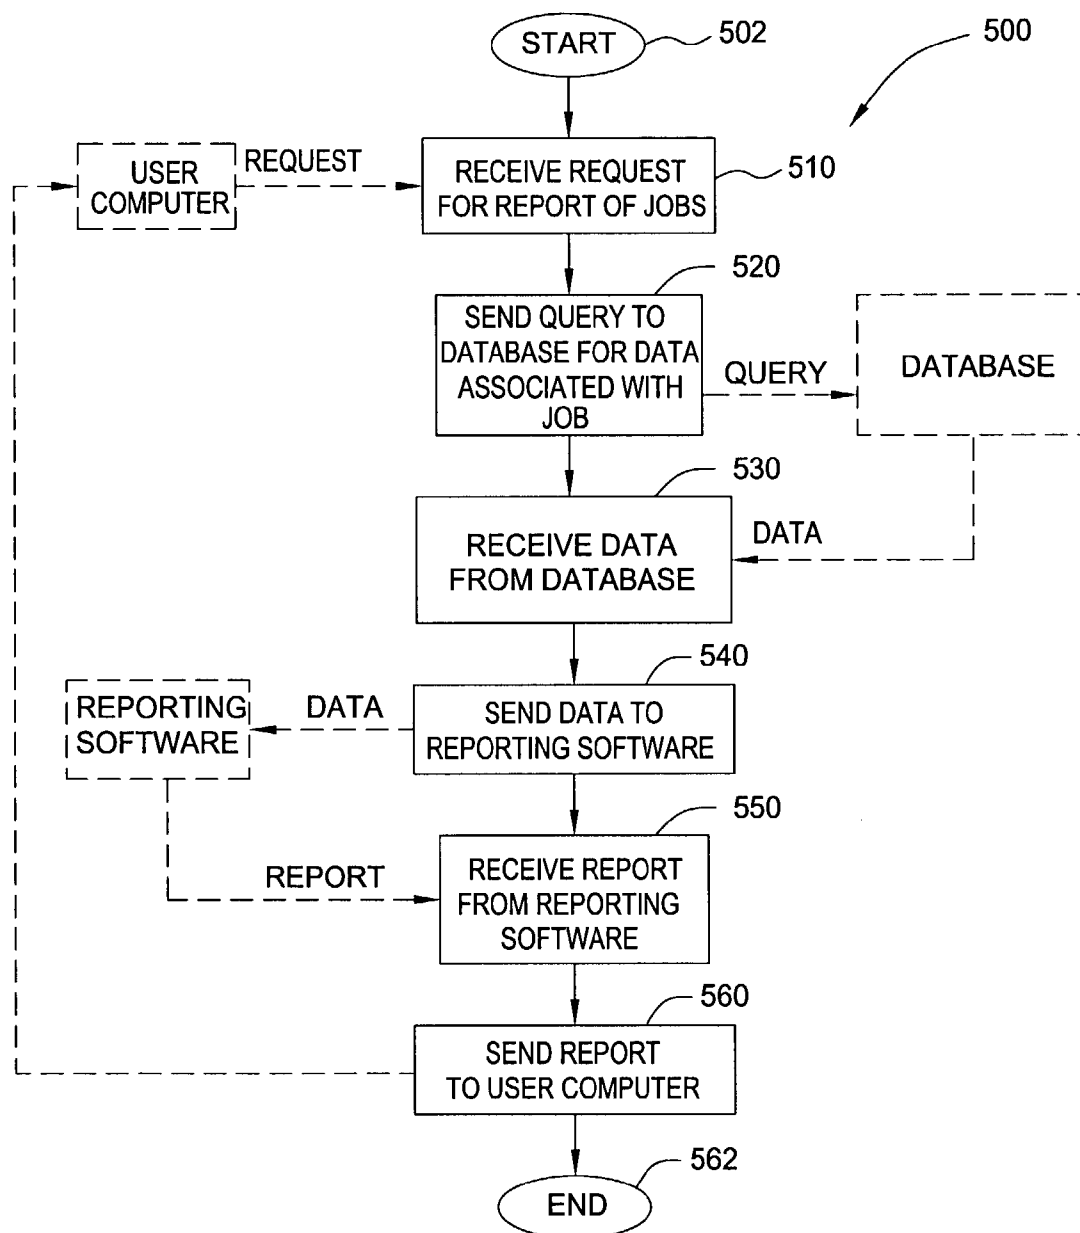 START
502
500
USER
COMPUTER
REQUEST
RECEIVE REQUEST
FOR REPORT OF JOBS
510
520
SEND QUERY TO
DATABASE FOR DATA
ASSOCIATED WITH
JOB
QUERY
DATABASE
530
RECEIVE DATA
FROM DATABASE
DATA
540
REPORTING
SOFTWARE
DATA
SEND DATA TO
REPORTING SOFTWARE
550
REPORT
RECEIVE REPORT
FROM REPORTING
SOFTWARE
560
SEND REPORT
TO USER COMPUTER
562
END